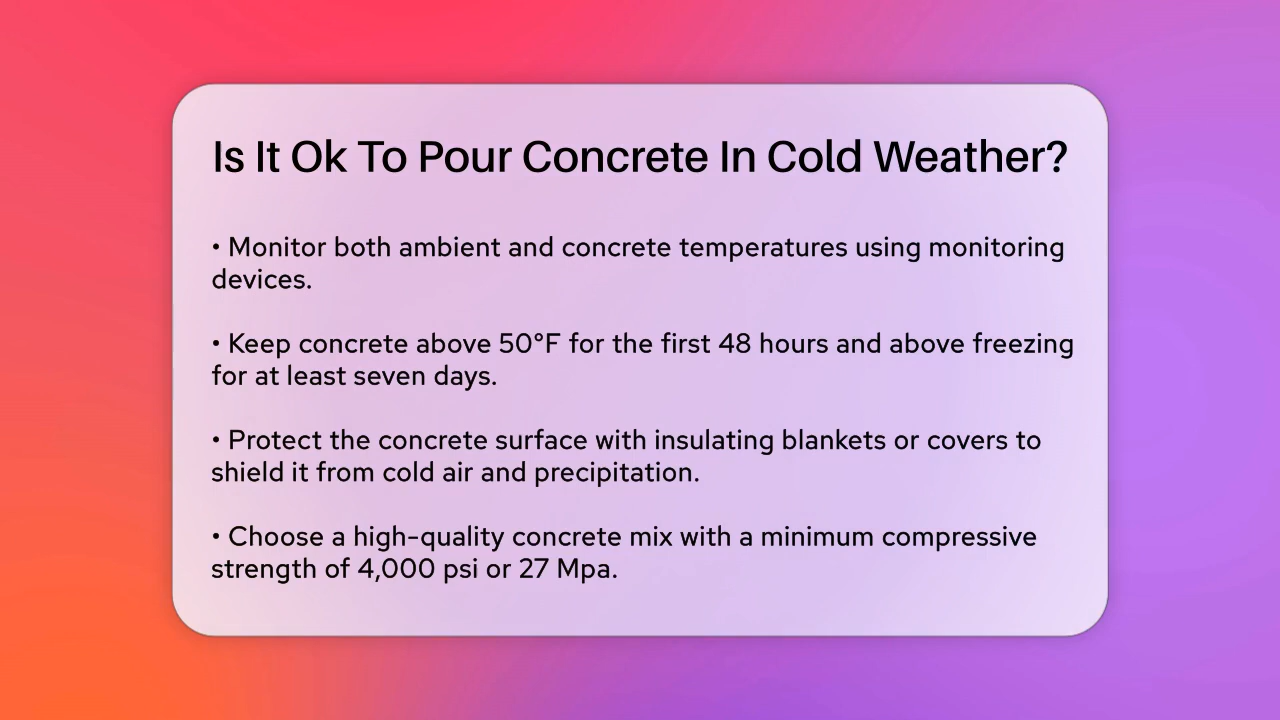 Is It Ok To Pour Concrete In Cold Weather?
• Monitor both ambient and concrete temperatures using monitoring
devices.
• Keep concrete above 50°F for the first 48 hours and above freezing
for at least seven days.
• Protect the concrete surface with insulating blankets or covers to
shield it from cold air and precipitation.
• Choose a high-quality concrete mix with a minimum compressive
strength of 4,000 psi or 27 Mpa.